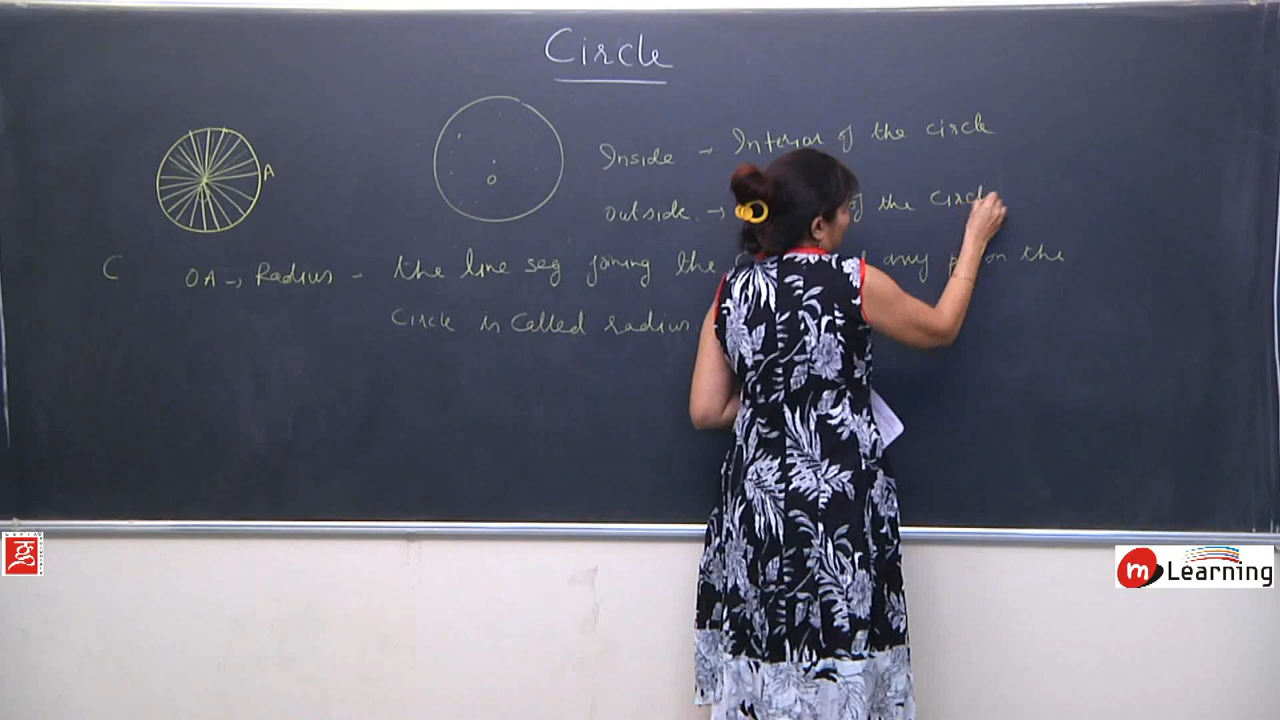 Circle
A
O
Inside → Interior of the circle
O
outside → of the Circle
C OA → Radius - the line seg joining the any on the
Circle is Called radius
ग
m Learning